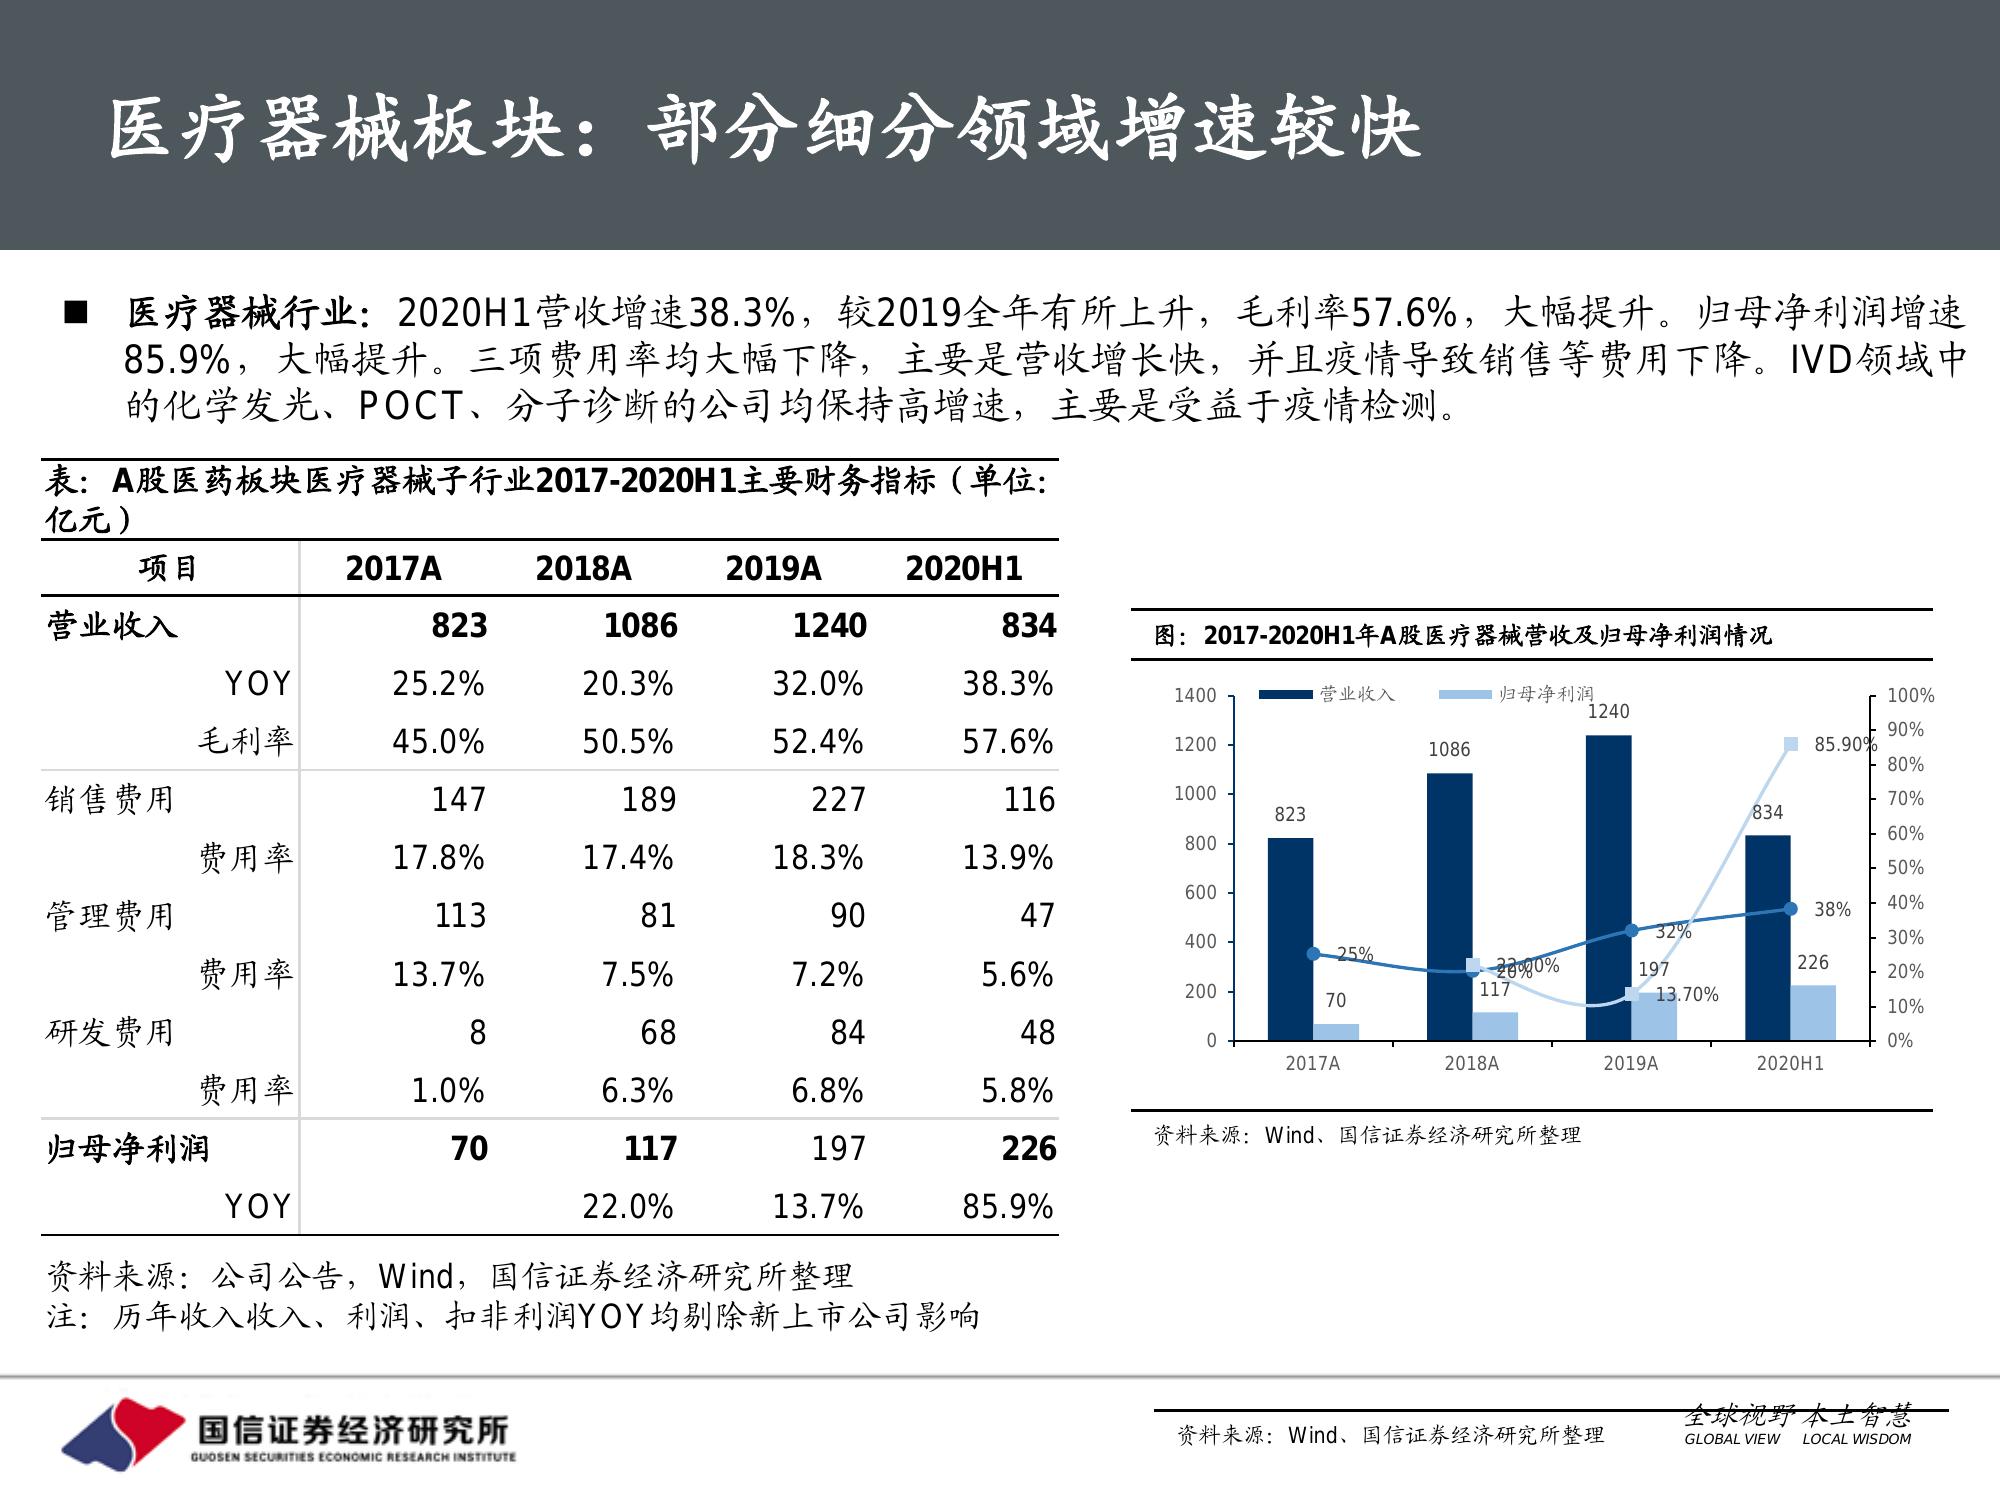 医疗器械板块：部分细分领域增速较快
■ 医疗器械行业：2020H1营收增速38.3%，较2019全年有所上升，毛利率57.6%，大幅提升。归母净利润增速
85.9%，大幅提升。三项费用率均大幅下降，主要是营收增长快，并且疫情导致销售等费用下降。IVD领域中
的化学发光、POCT、分子诊断的公司均保持高增速，主要是受益于疫情检测。
表：A股医药板块医疗器械子行业2017-2020H1主要财务指标（单位：
亿元）
项目 2017A 2018A 2019A 2020H1
营业收入 823 1086 1240 834
YOY 25.2% 20.3% 32.0% 38.3%
毛利率 45.0% 50.5% 52.4% 57.6%
销售费用 147 189 227 116
费用率 17.8% 17.4% 18.3% 13.9%
管理费用 113 81 90 47
费用率 13.7% 7.5% 7.2% 5.6%
研发费用 8 68 84 48
费用率 1.0% 6.3% 6.8% 5.8%
归母净利润 70 117 197 226
YOY 22.0% 13.7% 85.9%
资料来源：公司公告，Wind，国信证券经济研究所整理
注：历年收入收入、利润、扣非利润YOY均剔除新上市公司影响
图：2017-2020H1年A股医疗器械营收及归母净利润情况
营业收入 归母净利润
1400
1200
1000
800
600
400
200
0
100%
90%
80%
70%
60%
50%
40%
30%
20%
10%
0%
823
1086
1240
834
70
117
197
226
25%
20%
32%
38%
22.00%
13.70%
85.90%
2017A 2018A 2019A 2020H1
资料来源：Wind、国信证券经济研究所整理
国信证券经济研究所
GUOSEN SECURITIES ECONOMIC RESEARCH INSTITUTE
资料来源：Wind、国信证券经济研究所整理
全球视野 本土智慧
GLOBAL VIEW LOCAL WISDOM